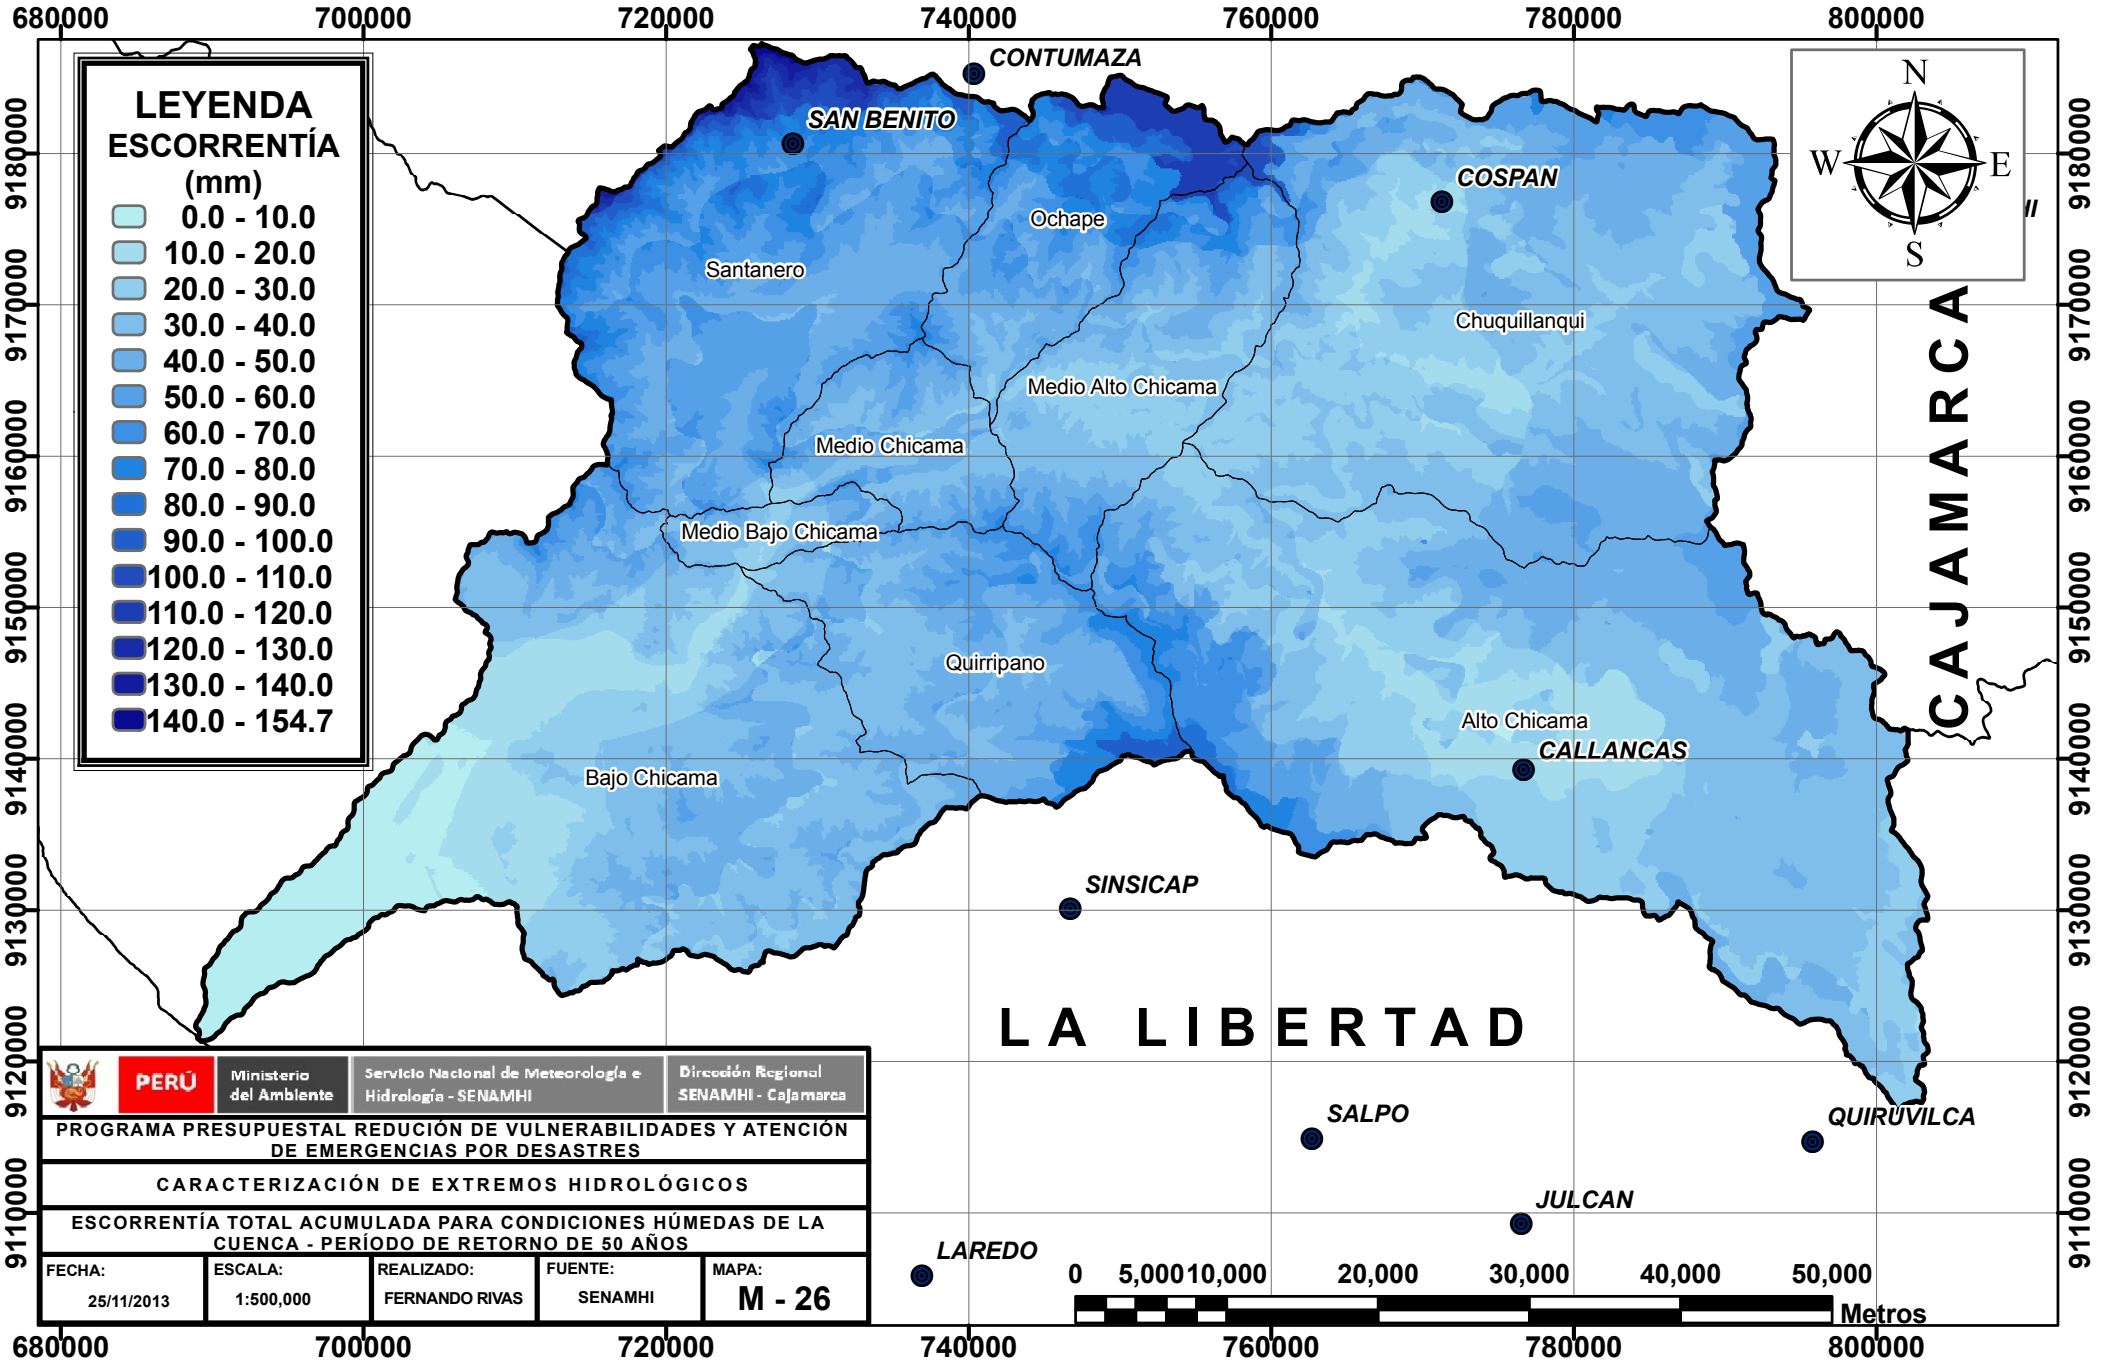 680000 700000 720000 740000 760000 780000 800000
CONTUMAZA
N
LEYENDA
ESCORRENTÍA
(mm)
0.0 - 10.0
10.0 - 20.0
20.0 - 30.0
30.0 - 40.0
40.0 - 50.0
50.0 - 60.0
60.0 - 70.0
70.0 - 80.0
80.0 - 90.0
90.0 - 100.0
100.0 - 110.0
110.0 - 120.0
120.0 - 130.0
130.0 - 140.0
140.0 - 154.7
SAN BENITO
W
E
COSPAN
Ochape
S
Santanero
Chuquillanqui
Medio Alto Chicama
Medio Chicama
Medio Bajo Chicama
Quirripano
Alto Chicama
CALLANCAS
Bajo Chicama
CAJAMARCA
SINSICAP
LA LIBERTAD
SALPO
QUIRUVILCA
JULCAN
LAREDO
9180000
9170000
9160000
9150000
9140000
9130000
9120000
9110000
9180000
9170000
9160000
9150000
9140000
9130000
9120000
9110000
PERÚ
Ministerio
del Ambiente
Servicio Nacional de Meteorología e
Hidrología - SENAMHI
Dirección Regional
SENAMHI - Cajamarca
PROGRAMA PRESUPUESTAL REDUCIÓN DE VULNERABILIDADES Y ATENCIÓN
DE EMERGENCIAS POR DESASTRES
CARACTERIZACIÓN DE EXTREMOS HIDROLÓGICOS
ESCORRENTÍA TOTAL ACUMULADA PARA CONDICIONES HÚMEDAS DE LA
CUENCA - PERÍODO DE RETORNO DE 50 AÑOS
FECHA:
25/11/2013
ESCALA:
1:500,000
REALIZADO:
FERNANDO RIVAS
FUENTE:
SENAMHI
MAPA:
M - 26
0 5,000 10,000 20,000 30,000 40,000 50,000
Metros
680000 700000 720000 740000 760000 780000 800000